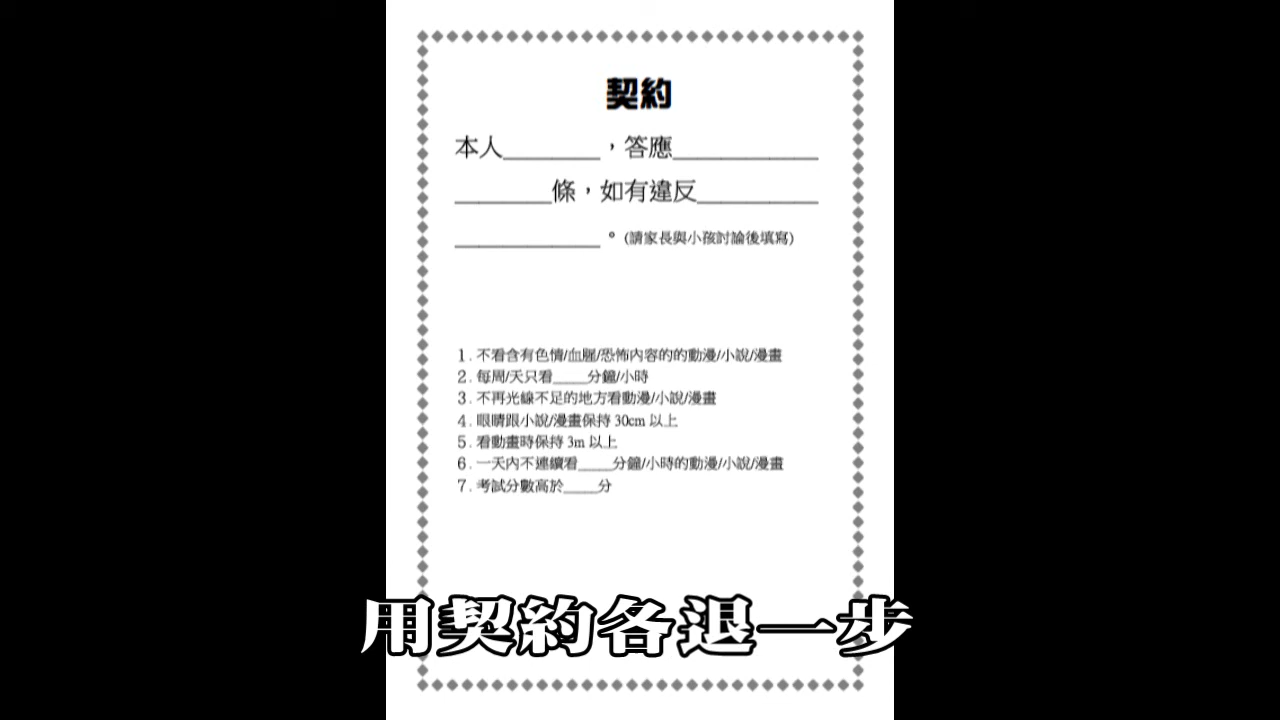 契約
本人________，答應____________
________條，如有違反__________
____________。(請家長與小孩討論後填寫)
1. 不看含有色情/血腥/恐怖內容的的動漫/小說/漫畫
2. 每周/天只看_____分鐘/小時
3. 不再光線不足的地方看動漫/小說/漫畫
4. 眼睛跟小說/漫畫保持 30cm 以上
5. 看動畫時保持 3m 以上
6. 一天內不連續看_____分鐘/小時的動漫/小說/漫畫
7. 考試分數高於_____分
用契約各退一步